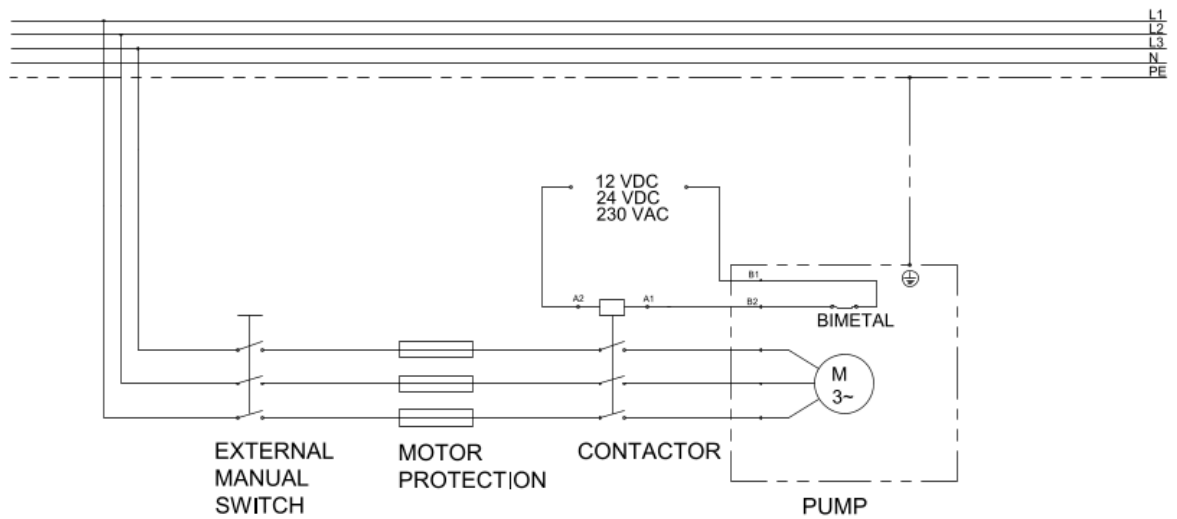 L1
L2
L3
N
PE
12 VDC
24 VDC
230 VAC
B1
A2
A1
B2
BIMETAL
M
3~
EXTERNAL
MANUAL
SWITCH
MOTOR
PROTECTION
CONTACTOR
PUMP